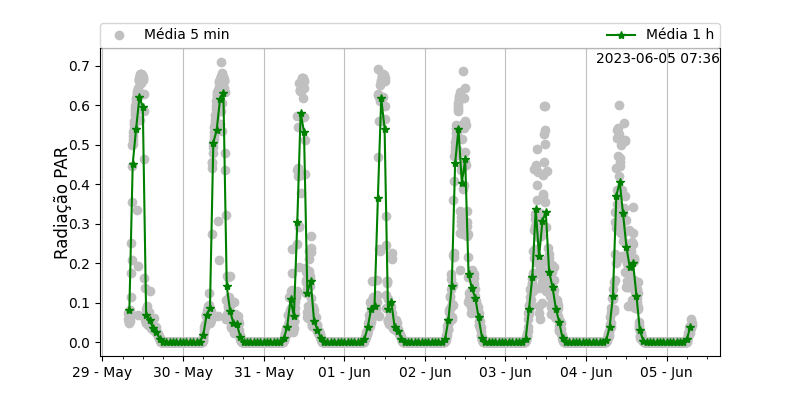 Média 5 min
Média 1 h
2023-06-05 07:36
Radiação PAR
0.7
0.6
0.5
0.4
0.3
0.2
0.1
0.0
29 - May
30 - May
31 - May
01 - Jun
02 - Jun
03 - Jun
04 - Jun
05 - Jun